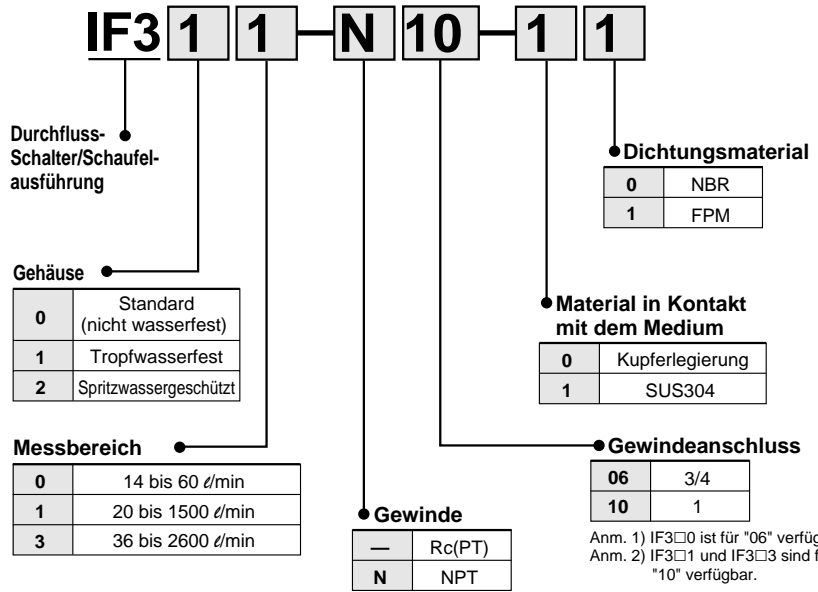 IF3 1 1 — N 10 — 1 1
Durchfluss-
Schalter/Schaufel-
ausführung
Dichtungsmaterial
0 NBR
1 FPM
Gehäuse
0 Standard
(nicht wasserfest)
1 Tropfwasserfest
2 Spritzwassergeschützt
Material in Kontakt
mit dem Medium
0 Kupferlegierung
1 SUS304
Messbereich
0 14 bis 60 ℓ/min
1 20 bis 1500 ℓ/min
3 36 bis 2600 ℓ/min
Gewinde
— Rc(PT)
N NPT
Gewindeanschluss
06 3/4
10 1
Anm. 1) IF3□0 ist für "06"
Anm. 2) IF3□1 und IF3□3 sind
"10" verfügbar.